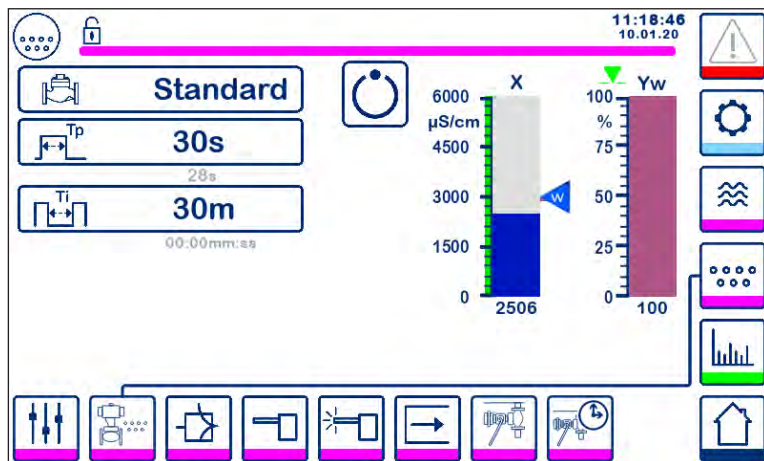 11:18:46
10.01.20
Standard
Tp
30s
28s
Ti
30m
00:00mm:ss
X
6000
µS/cm
4500
3000
1500
0
2506
W
Yw
100
%
75
50
25
0
100